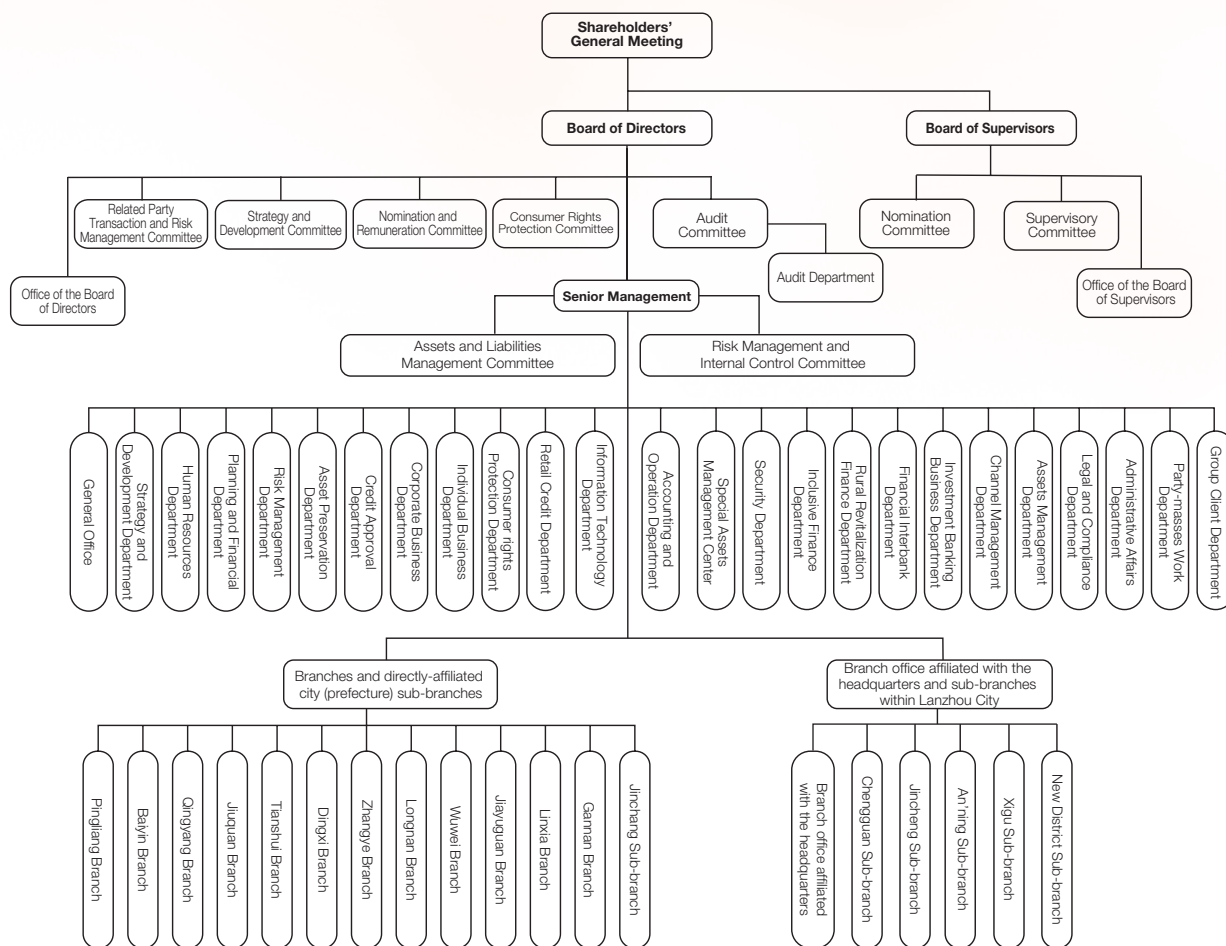 Shareholders'
General Meeting
Board of Directors
Board of Supervisors
Related Party
Transaction and Risk
Management Committee
Strategy and
Development Committee
Nomination and
Remuneration Committee
Consumer Rights
Protection Committee
Audit
Committee
Nomination
Committee
Supervisory
Committee
Audit Department
Office of the Board
of Directors
Office of the Board
of Supervisors
Senior Management
Assets and Liabilities
Management Committee
Risk Management and
Internal Control Committee
General Office
Strategy and
Development Department
Human Resources
Department
Planning and Financial
Department
Risk Management
Department
Asset Preservation
Department
Credit Approval
Department
Corporate Business
Department
Individual Business
Department
Consumer rights
Protection Department
Retail Credit Department
Information Technology
Department
Accounting and
Operation Department
Special Assets
Management Center
Security Department
Inclusive Finance
Department
Rural Revitalization
Finance Department
Financial Interbank
Department
Investment Banking
Business Department
Channel Management
Department
Assets Management
Department
Legal and Compliance
Department
Administrative Affairs
Department
Party-masses Work
Department
Group Client Department
Branches and directly-affiliated
city (prefecture) sub-branches
Branch office affiliated with the
headquarters and sub-branches
within Lanzhou City
Pingliang Branch
Baiyin Branch
Qingyang Branch
Jiuquan Branch
Tianshui Branch
Dingxi Branch
Zhangye Branch
Longnan Branch
Wuwei Branch
Jiayuguan Branch
Linxia Branch
Gannan Branch
Jinchang Sub-branch
Branch office affiliated
with the headquarters
Chengguan Sub-branch
Jincheng Sub-branch
An'ning Sub-branch
Xigu Sub-branch
New District Sub-branch